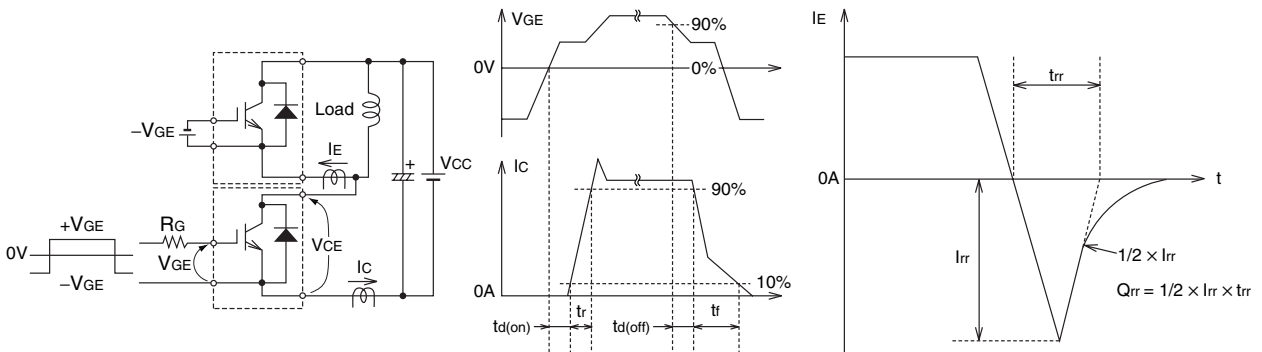 −VGE
Load
IE
+
VCC
+VGE
0V
−VGE
RG
VGE
VCE
IC
VGE
90%
0V
0%
IC
90%
0A
10%
td(on)
tr
td(off)
tf
IE
trr
0A
t
Irr
1/2 × Irr
Qrr = 1/2 × Irr × trr